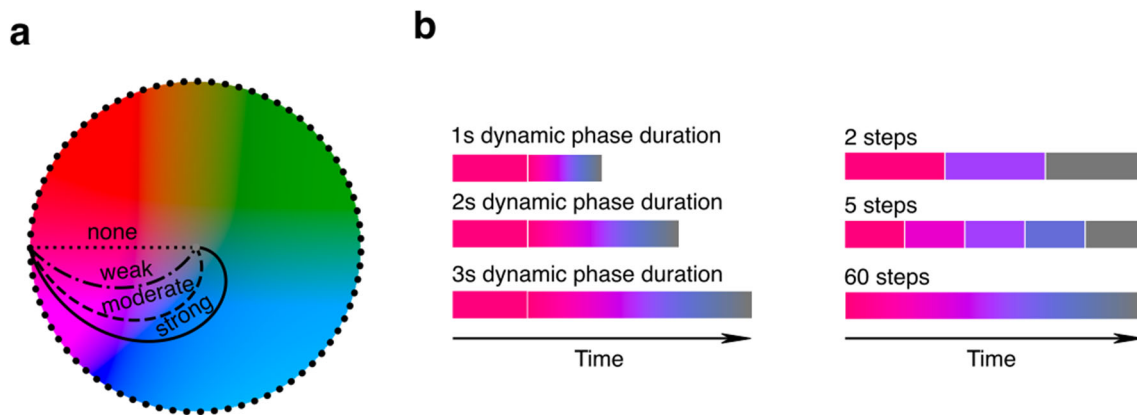 a
b
none
weak
moderate
strong
1s dynamic phase duration
2s dynamic phase duration
3s dynamic phase duration
Time
2 steps
5 steps
60 steps
Time